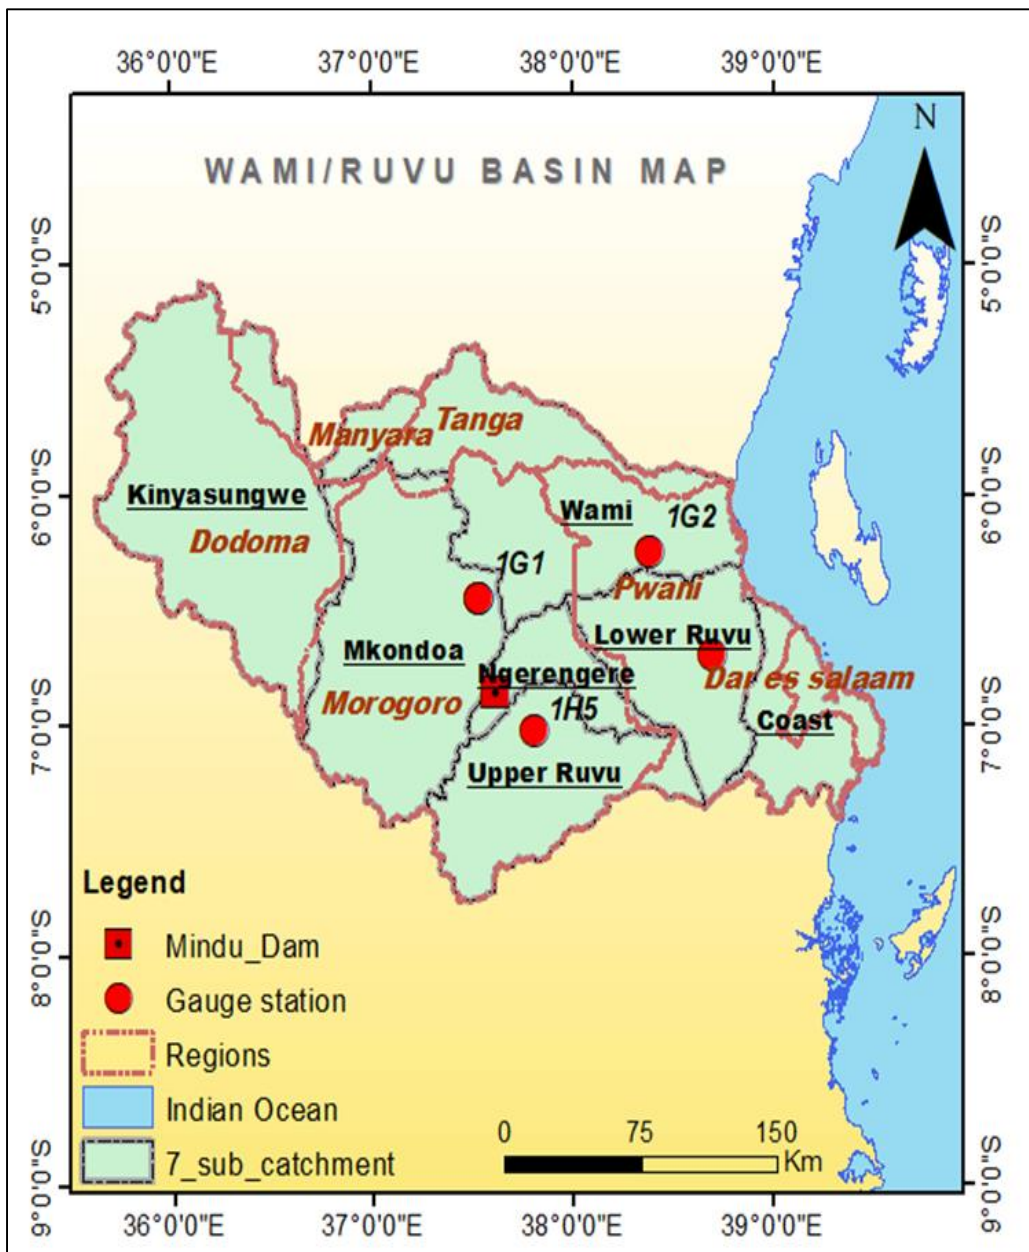 36°0'0"E 37°0'0"E 38°0'0"E 39°0'0"E
N
WAMI/RUVU BASIN MAP
5°0'0"S 5°0'0"S
Tanga
Manyara
Kinyasungwe
6°0'0"S 6°0'0"S
Wami 1G2
Dodoma
1G1
Pwani
Lower Ruvu
Mkondoa
Ngerengere
Dar es salaam
Morogoro
1H5
Coast
7°0'0"S 7°0'0"S
Upper Ruvu
Legend
Mindu_Dam
8°0'0"S 8°0'0"S
Gauge station
Regions
Indian Ocean
0 75 150
Km
7_sub_catchment
9°0'0"S 9°0'0"S
36°0'0"E 37°0'0"E 38°0'0"E 39°0'0"E